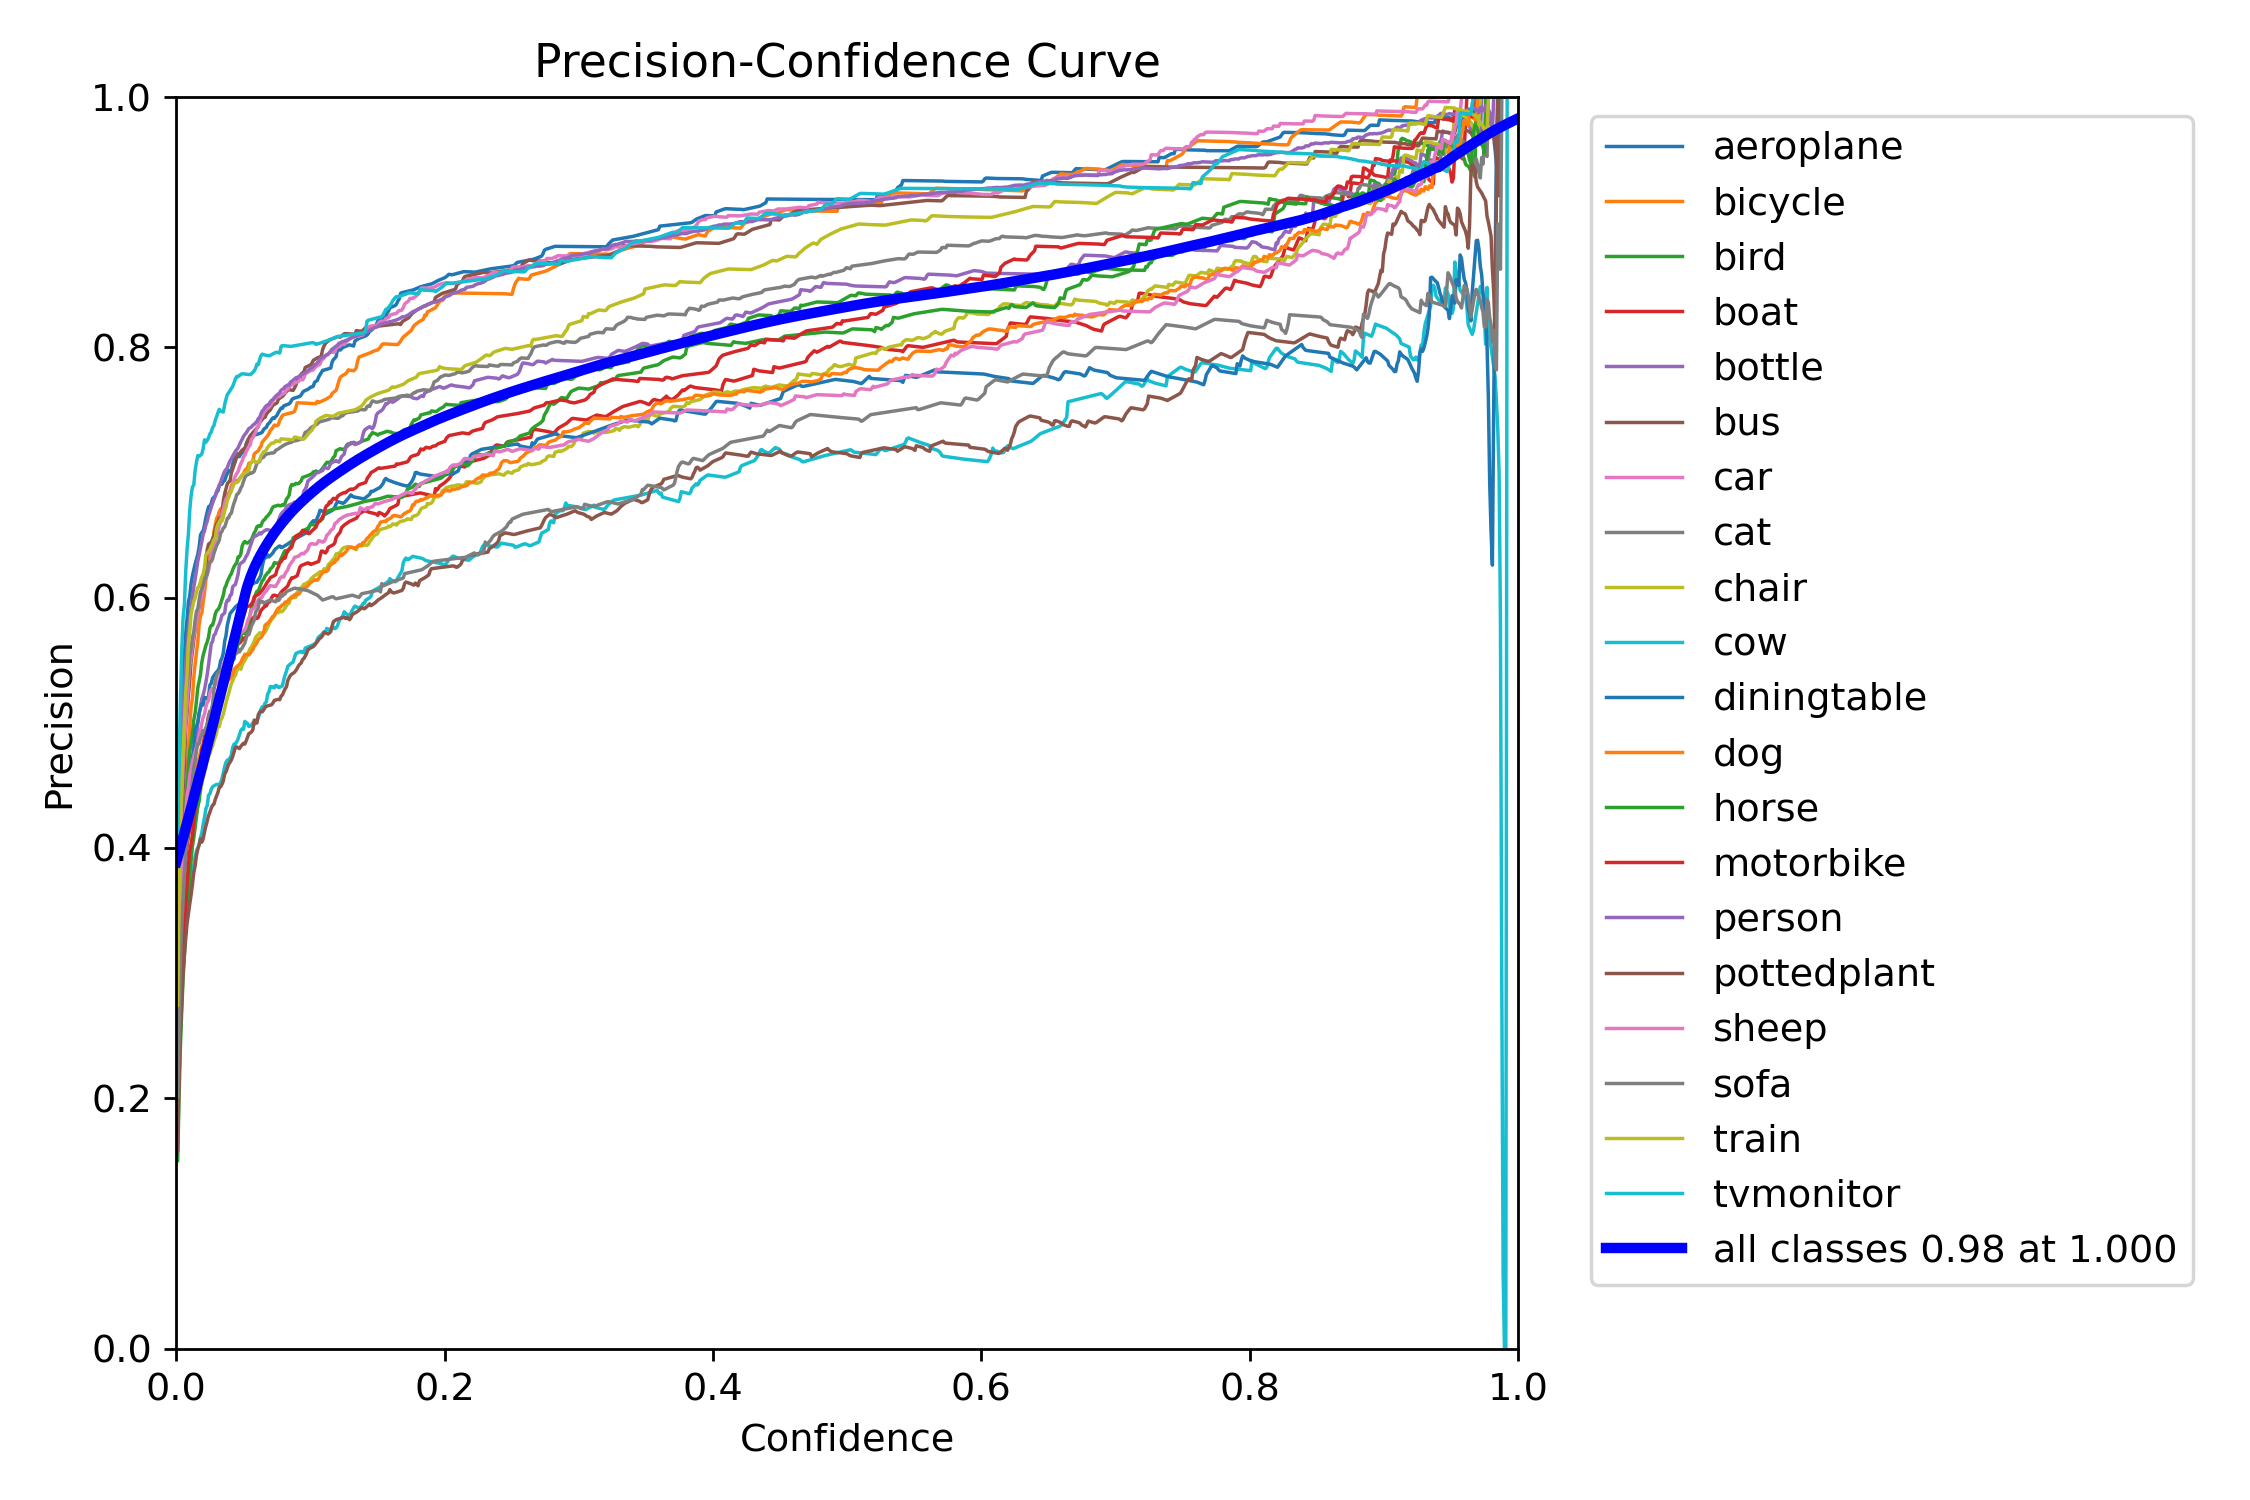 Precision-Confidence Curve
1.0
0.8
0.6
0.4
0.2
0.0
Precision
0.0 0.2 0.4 0.6 0.8 1.0
Confidence
aeroplane
bicycle
bird
boat
bottle
bus
car
cat
chair
cow
diningtable
dog
horse
motorbike
person
pottedplant
sheep
sofa
train
tvmonitor
all classes 0.98 at 1.000